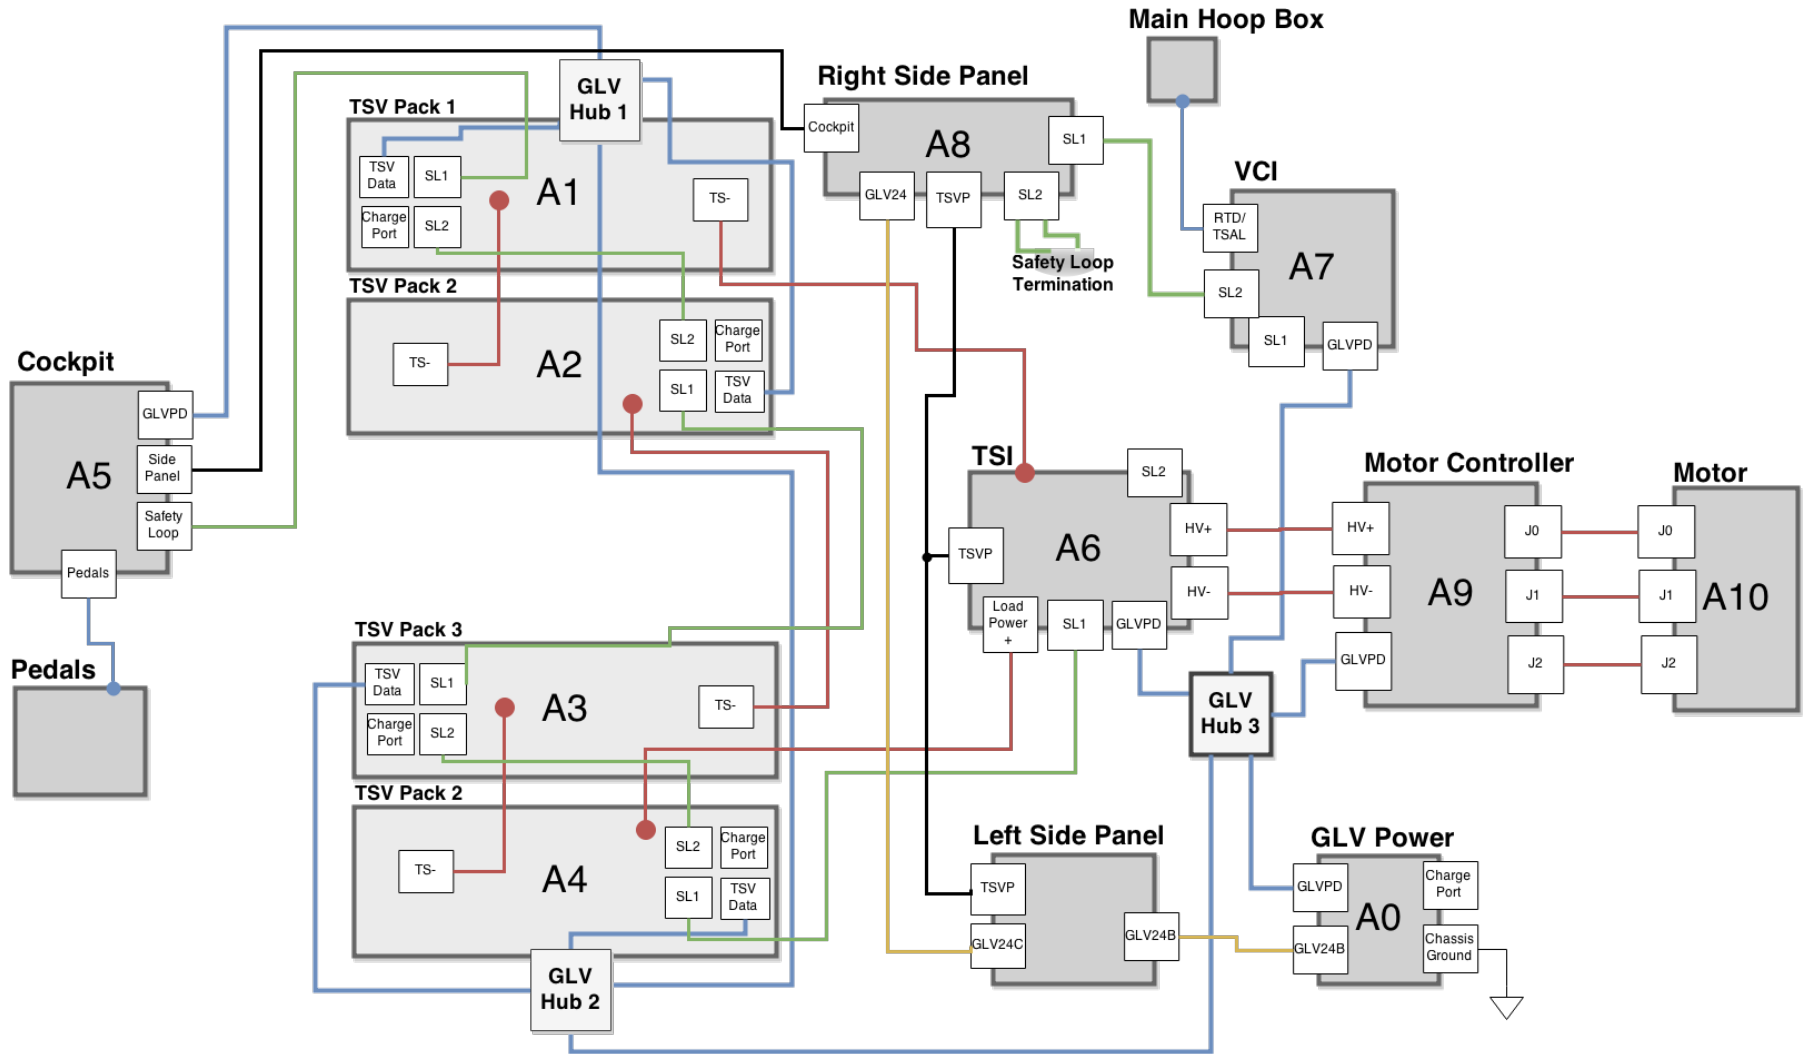 Main Hoop Box
Right Side Panel
Cockpit
A8
SL1
GLV24
TSVP
SL2
Safety Loop
Termination
VCI
RTD/
TSAL
A7
SL2
SL1
GLVPD
GLV
Hub 1
TSV Pack 1
TSV
Data
SL1
A1
TS-
Charge
Port
SL2
TSV Pack 2
TS-
A2
SL2
Charge
Port
SL1
TSV
Data
Cockpit
GLVPD
A5
Side
Panel
Safety
Loop
Pedals
Pedals
TSI
SL2
HV+
TSVP
A6
HV-
Load
Power
+
SL1
GLVPD
Motor Controller
HV+
J0
HV-
A9
J1
GLVPD
J2
Motor
J0
J1
A10
J2
TSV Pack 3
TSV
Data
SL1
A3
TS-
Charge
Port
SL2
TSV Pack 2
TS-
A4
SL2
Charge
Port
SL1
TSV
Data
GLV
Hub 2
GLV
Hub 3
Left Side Panel
TSVP
GLV24C
GLV24B
GLV Power
GLVPD
Charge
Port
A0
GLV24B
Chassis
Ground